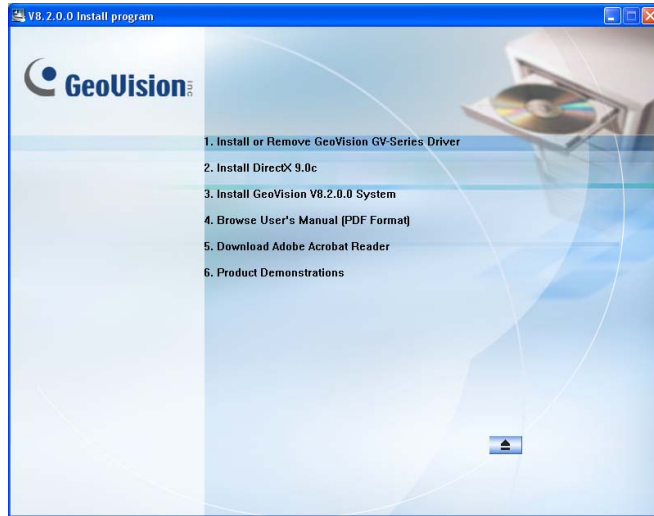 V8.2.0.0 Install program
GeoVision inc
1. Install or Remove GeoVision GV-Series Driver
2. Install DirectX 9.0c
3. Install GeoVision V8.2.0.0 System
4. Browse User's Manual (PDF Format)
5. Download Adobe Acrobat Reader
6. Product Demonstrations